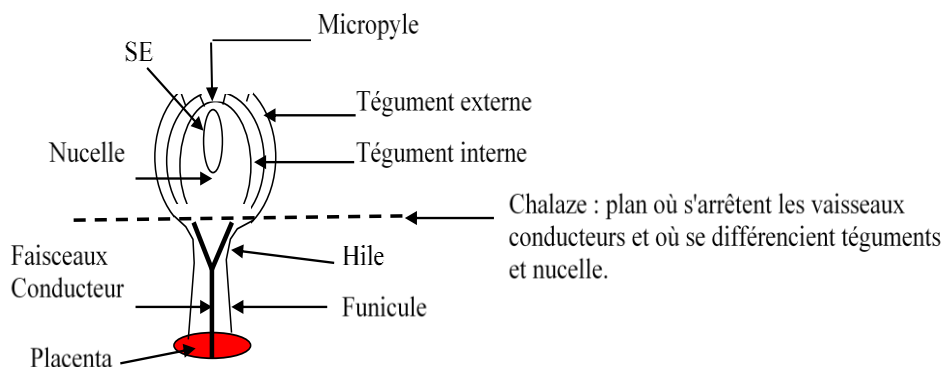 Micropyle
SE
Tégument externe
Nucelle
Tégument interne
Chalaze : plan où s'arrêtent les vaisseaux
conducteurs et où se différencient téguments
et nucelle.
Faisceaux
Conducteur
Hile
Funicule
Placenta